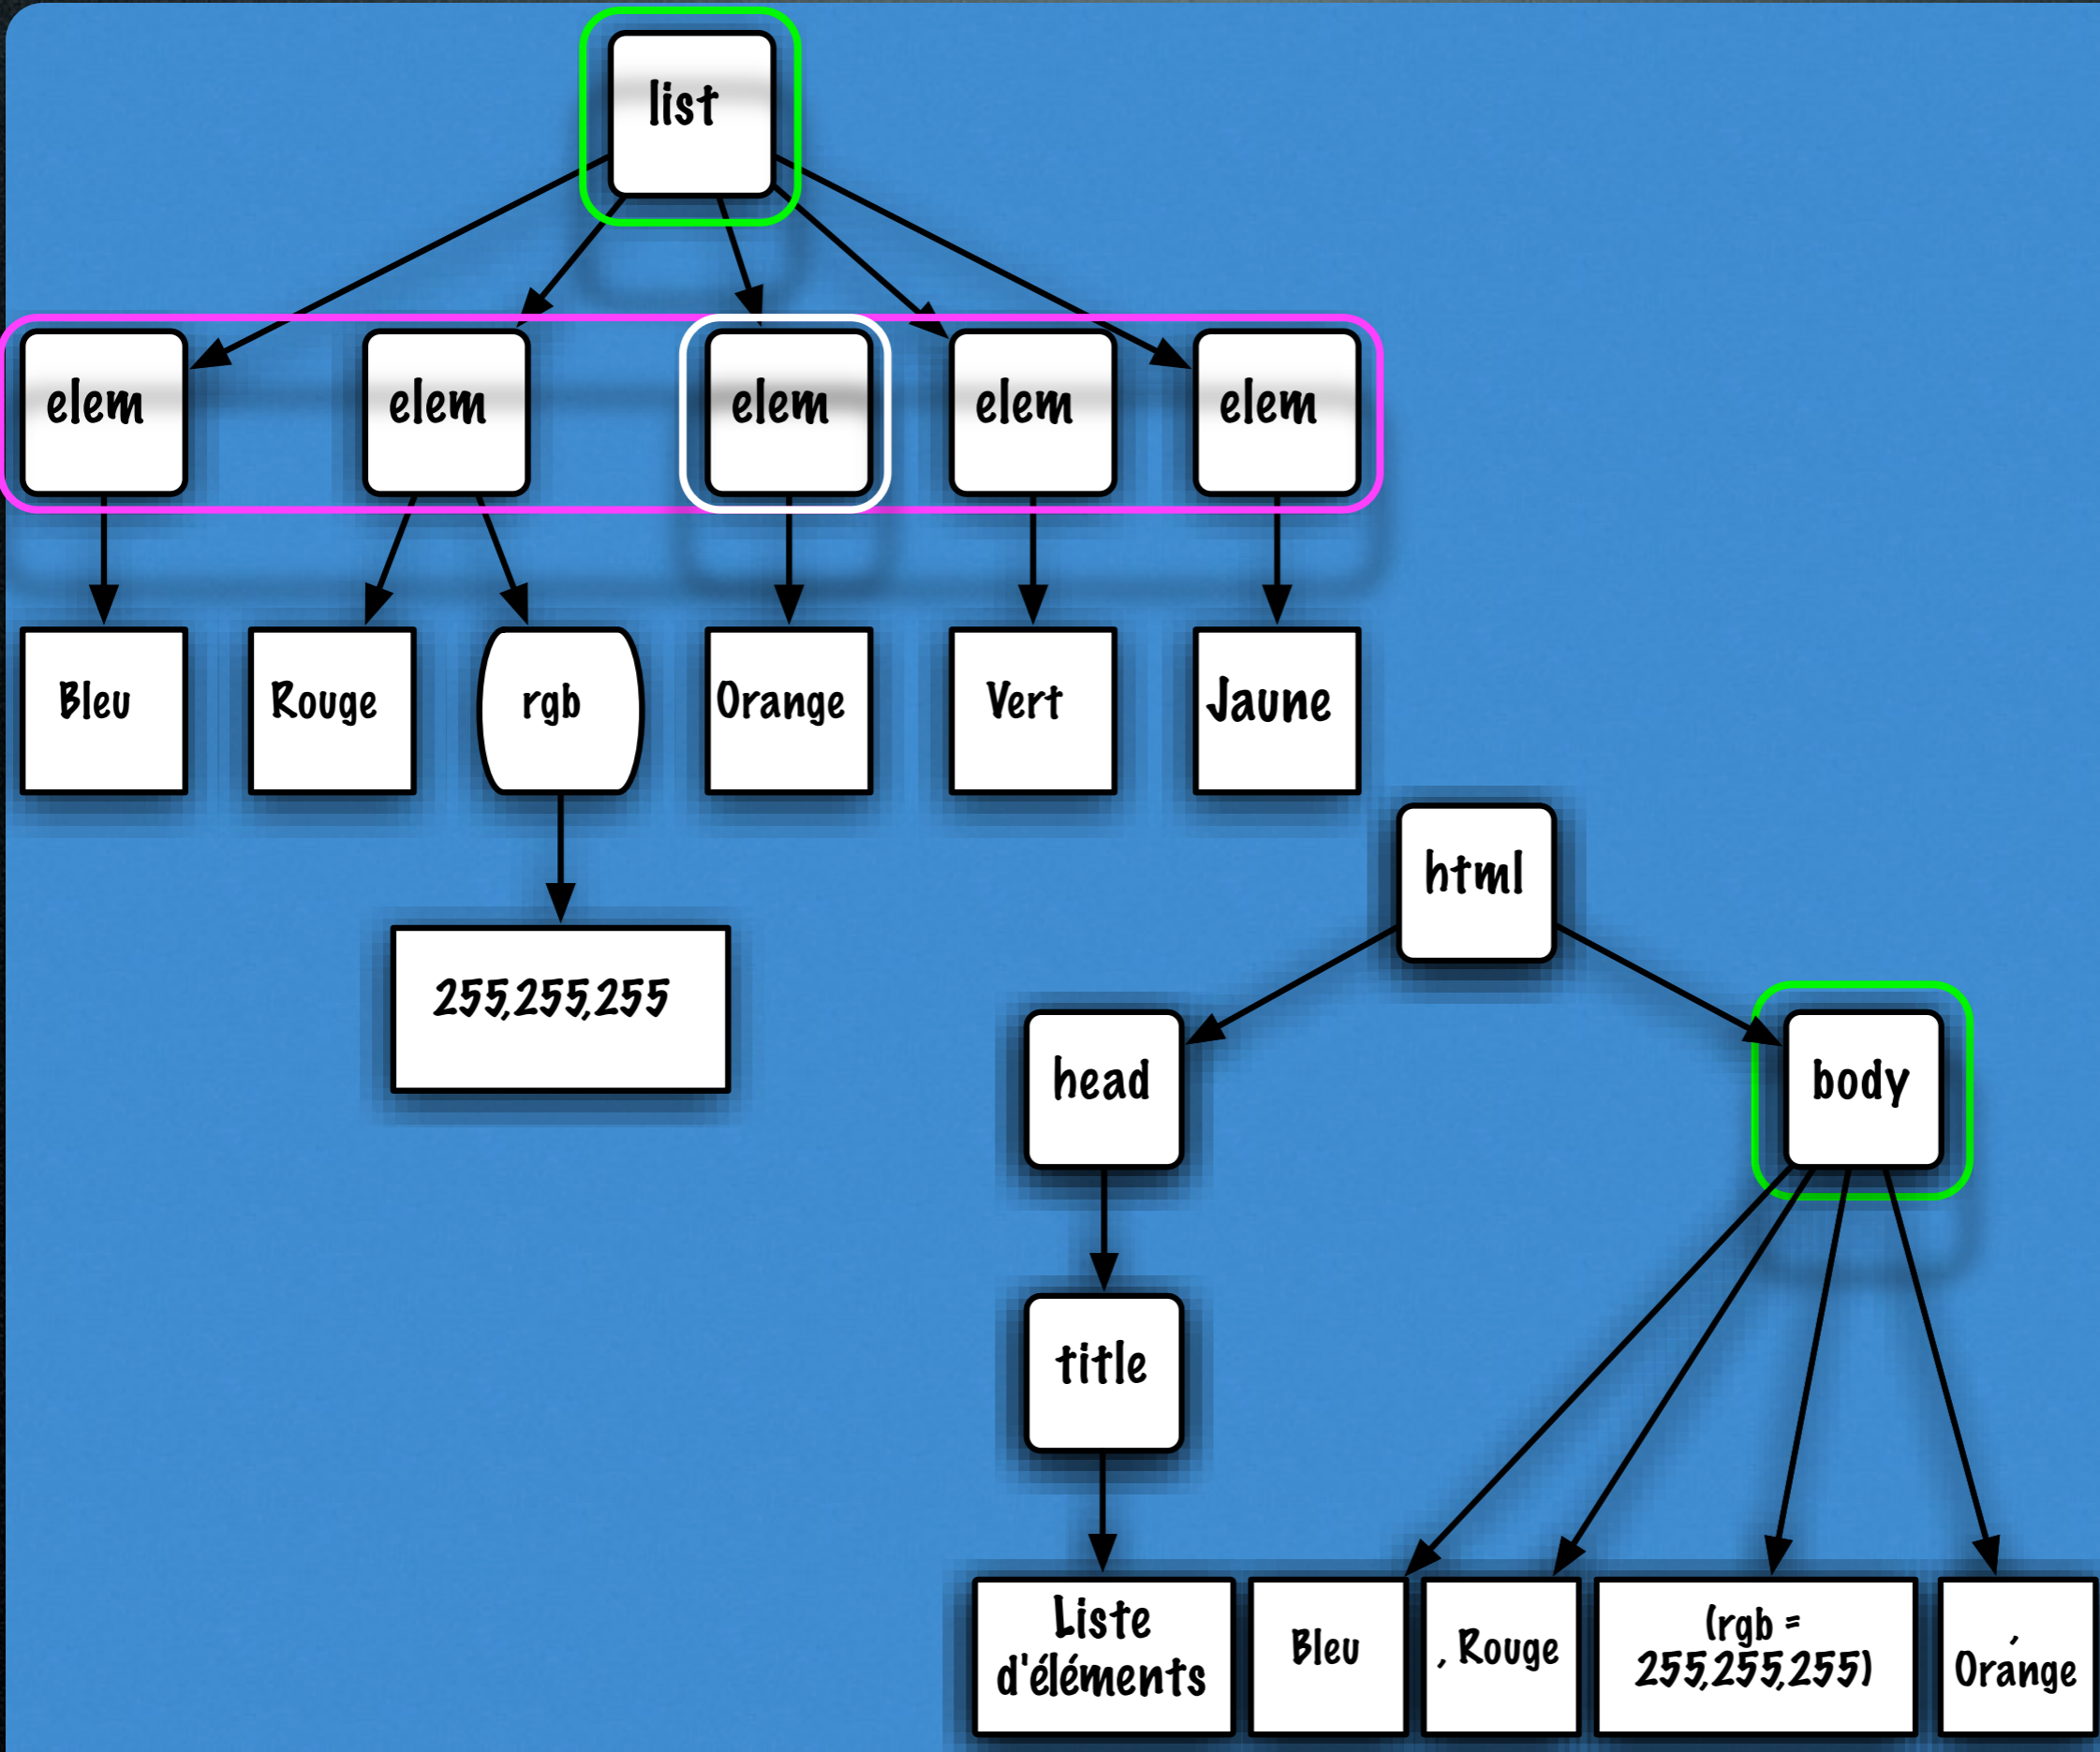 list
elem
elem
elem
elem
elem
Bleu
Rouge
rgb
Orange
Vert
Jaune
255,255,255
html
head
body
title
Liste
d'éléments
Bleu
, Rouge
(rgb =
255,255,255)
,
Orange